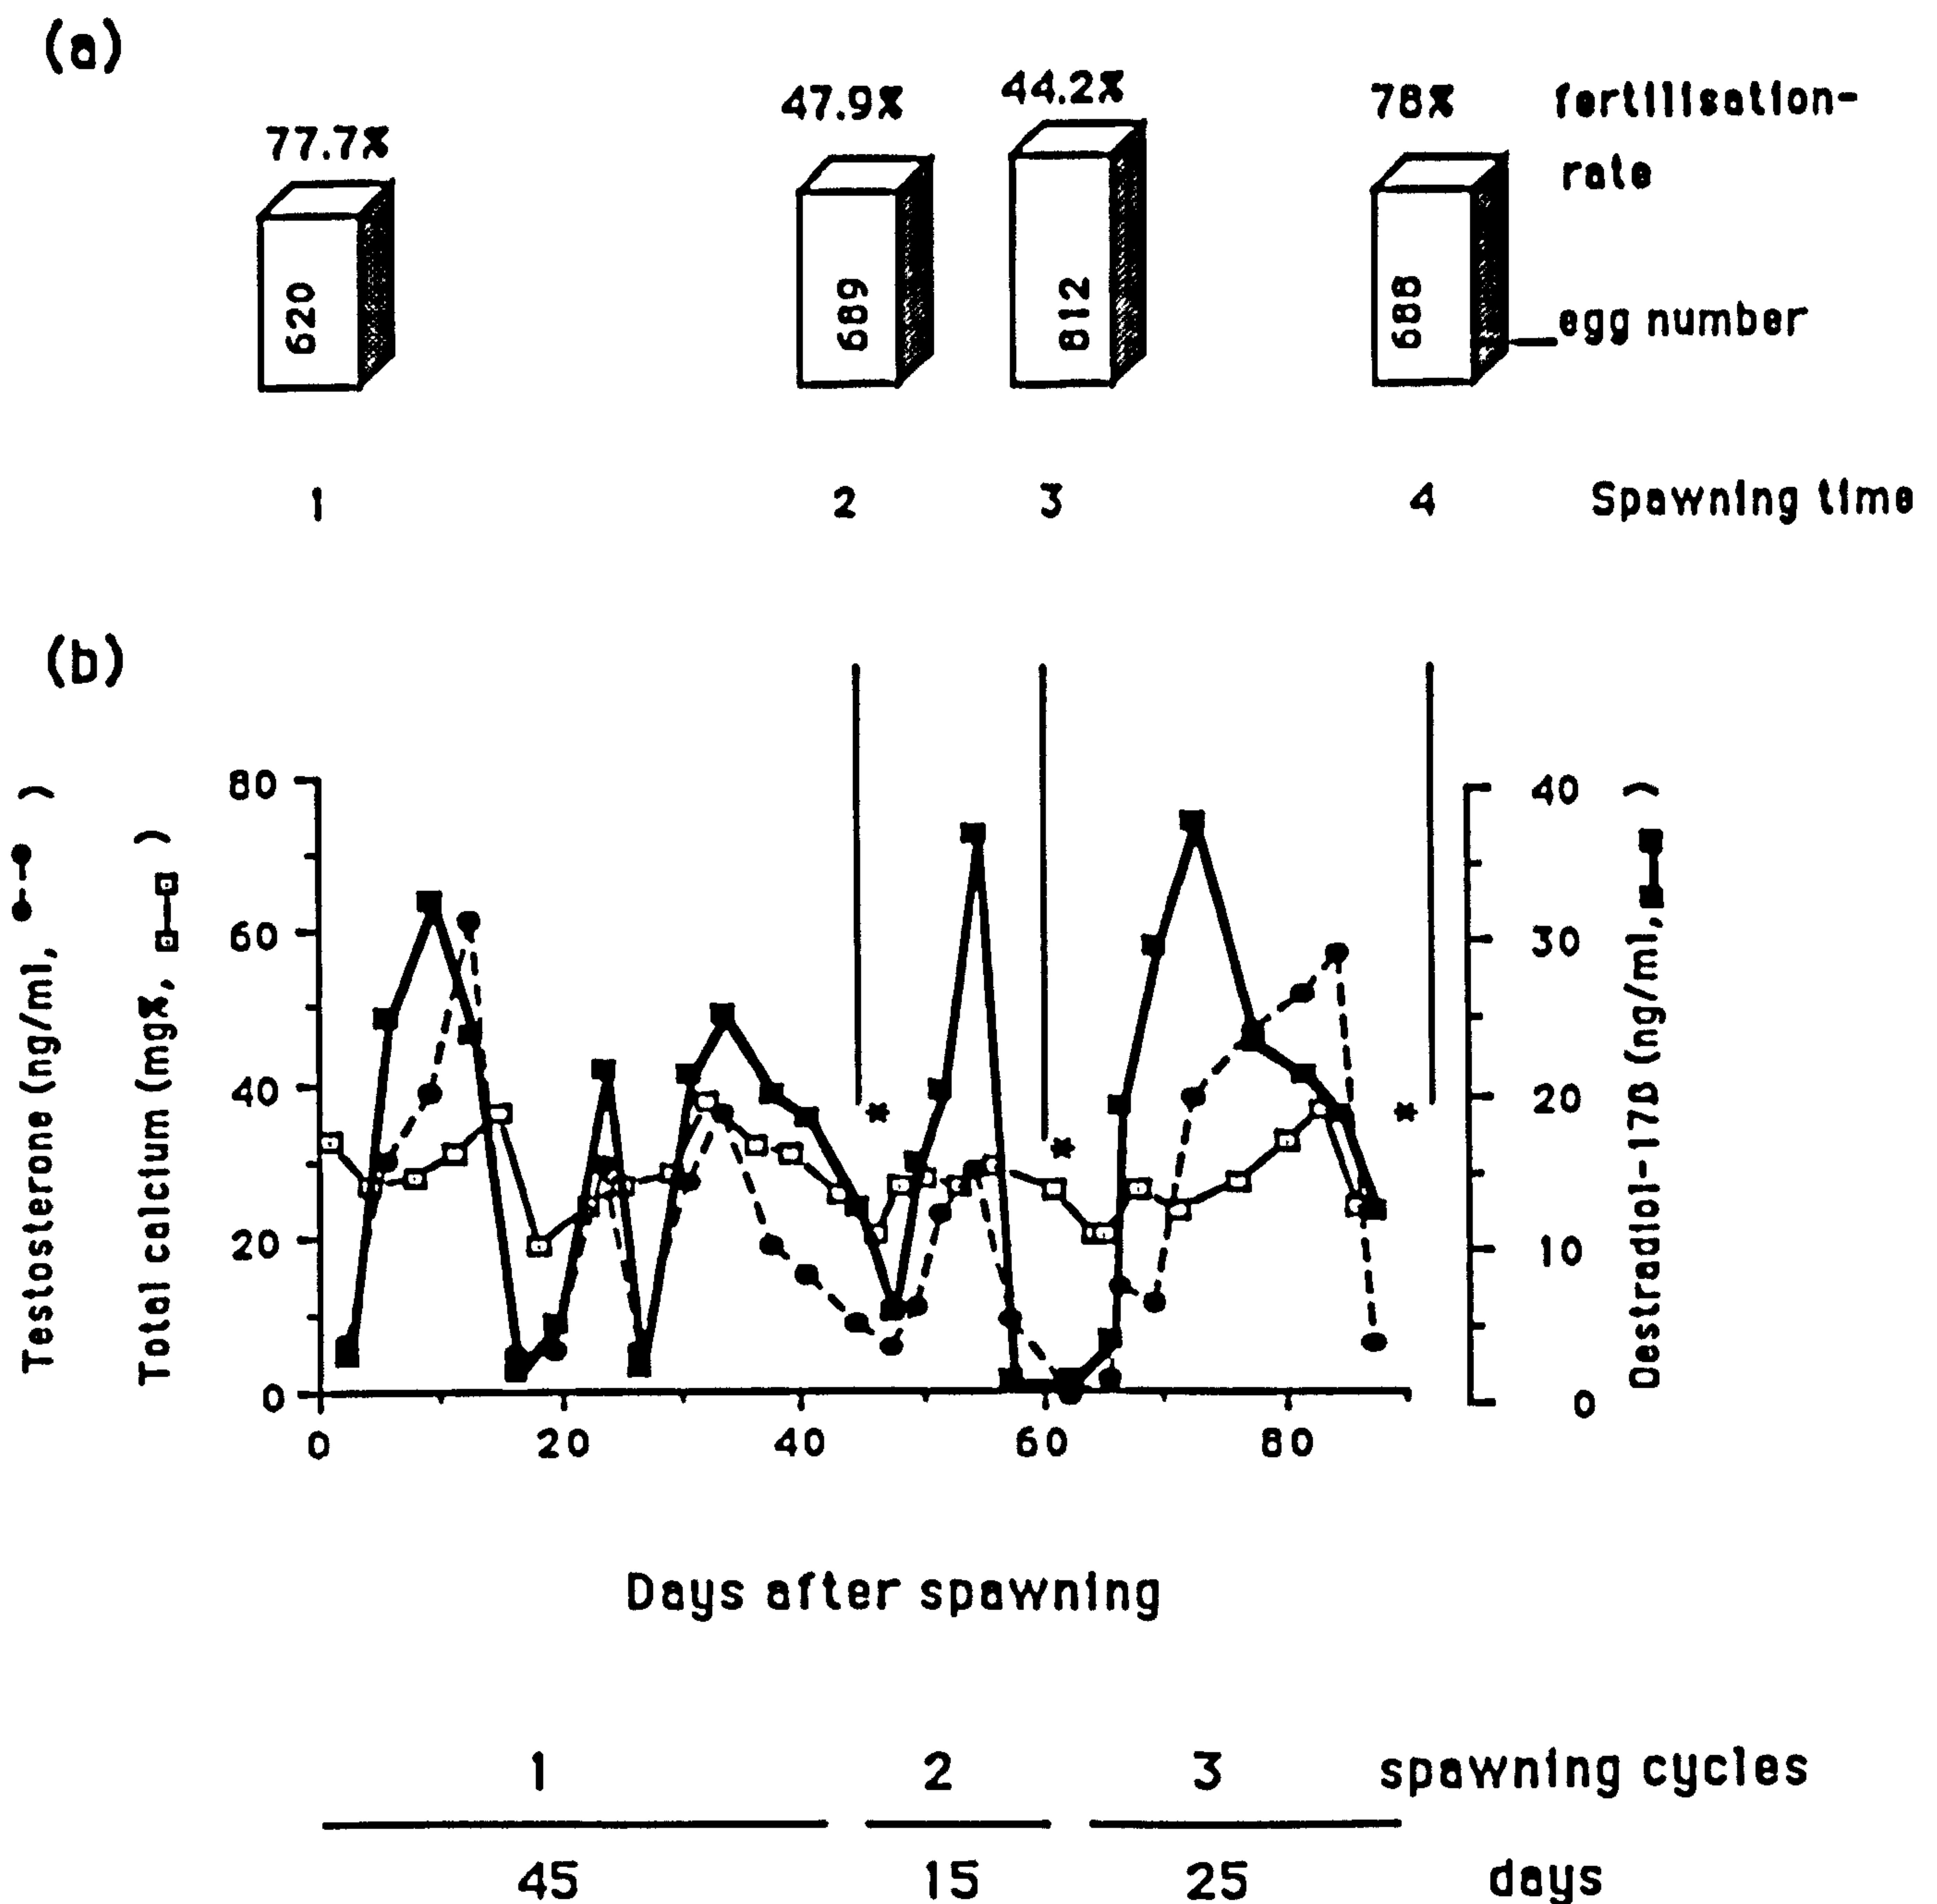 (a)
77.7%
47.9%
44.2%
78%
fertilisation-
rate
620
689
812
688
egg number
1 2 3 4 Spawning time
(b)
Testosterone (ng/ml, )
Total calcium (mg%, )
80
60
40
20
0
*
*
*
40
30
20
10
0
Oestradiol-17β (ng/ml, )
0 20 40 60 80
Days after spawning
1 2 3 spawning cycles
45 15 25 days